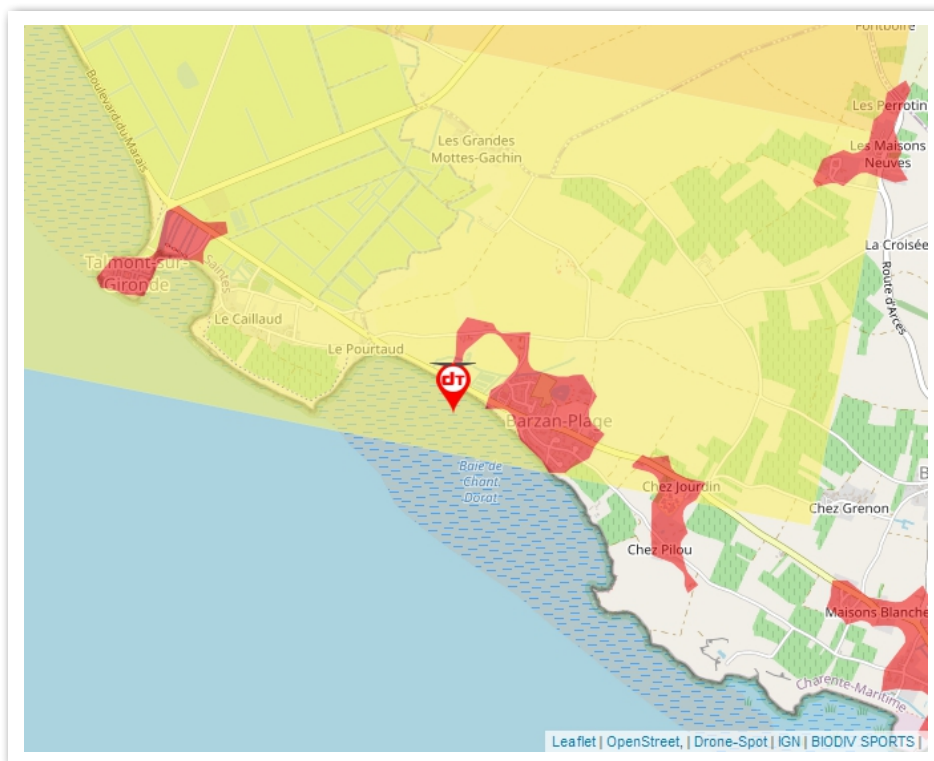 Fontboire
Boulevard du Marais
Les Perrotin
Les Grandes
Mottes-Gachin
Les Maisons
Neuves
La Croisée
Route d'Arces
Talmont-sur-
Gironde
Saintes
Le Caillaud
Le Pourtaud
dT
Barzan-Plage
Baie de
Chant
Dorat
Chez Jourdin
B
Chez Grenon
Chez Pilou
Maisons Blanche
Charente-Maritime
Leaflet | OpenStreet, | Drone-Spot | IGN | BIODIV' SPORTS |